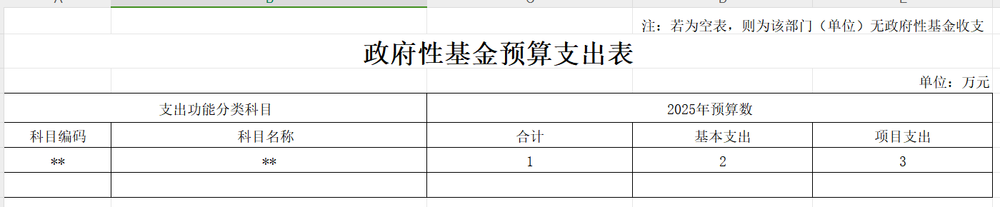 注：若为空表，则为该部门（单位）无政府性基金收支
政府性基金预算支出表
单位：万元
支出功能分类科目 2025年预算数
科目编码 科目名称 合计 基本支出 项目支出
** ** 1 2 3